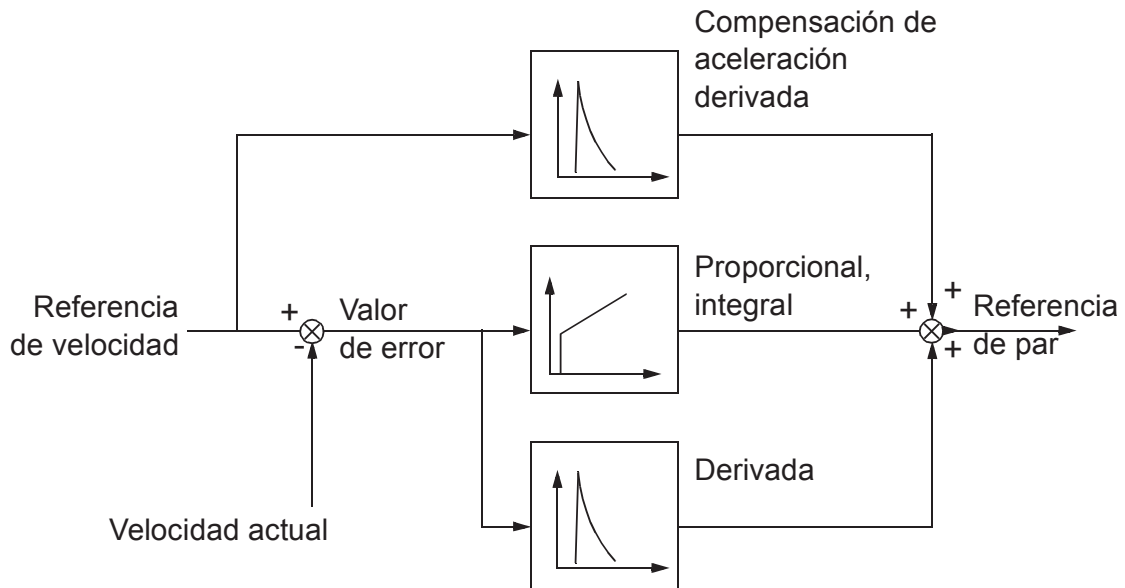 Compensación de
aceleración
derivada
Proporcional,
integral
+
+
Referencia
de par
+
Referencia
de velocidad
+
-
Valor
de error
Derivada
Velocidad actual